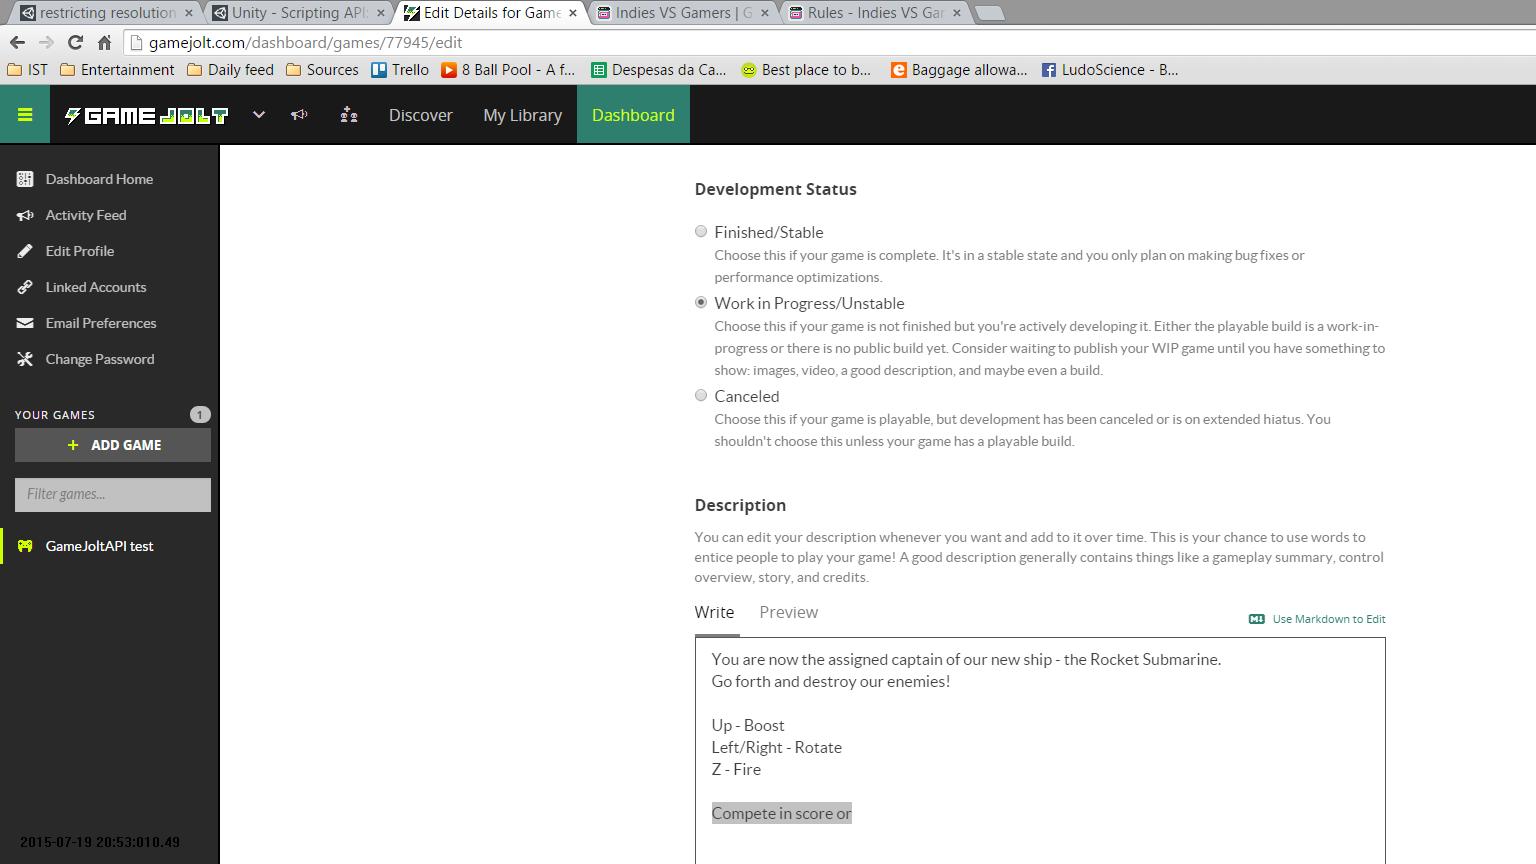 restricting resolution
Unity - Scripting API:
Edit Details for Game
Indies VS Gamers | G
Rules - Indies VS Gar
gamejolt.com/dashboard/games/77945/edit
IST
Entertainment
Daily feed
Sources
Trello
8 Ball Pool - A f...
Despesas da Ca...
Best place to b...
Baggage allowa...
LudoScience - B...
GAME JOLT
Discover
My Library
Dashboard
Dashboard Home
Activity Feed
Edit Profile
Linked Accounts
Email Preferences
Change Password
YOUR GAMES 1
+ ADD GAME
Filter games...
GameJoltAPI test
2015-07-19 20:53:010.49
Development Status
Finished/Stable
Choose this if your game is complete. It's in a stable state and you only plan on making bug fixes or
performance optimizations.
Work in Progress/Unstable
Choose this if your game is not finished but you're actively developing it. Either the playable build is a work-in-
progress or there is no public build yet. Consider waiting to publish your WIP game until you have something to
show: images, video, a good description, and maybe even a build.
Canceled
Choose this if your game is playable, but development has been canceled or is on extended hiatus. You
shouldn't choose this unless your game has a playable build.
Description
You can edit your description whenever you want and add to it over time. This is your chance to use words to
entice people to play your game! A good description generally contains things like a gameplay summary, control
overview, story, and credits.
Write
Preview
Use Markdown to Edit
You are now the assigned captain of our new ship - the Rocket Submarine.
Go forth and destroy our enemies!
Up - Boost
Left/Right - Rotate
Z - Fire
Compete in score or